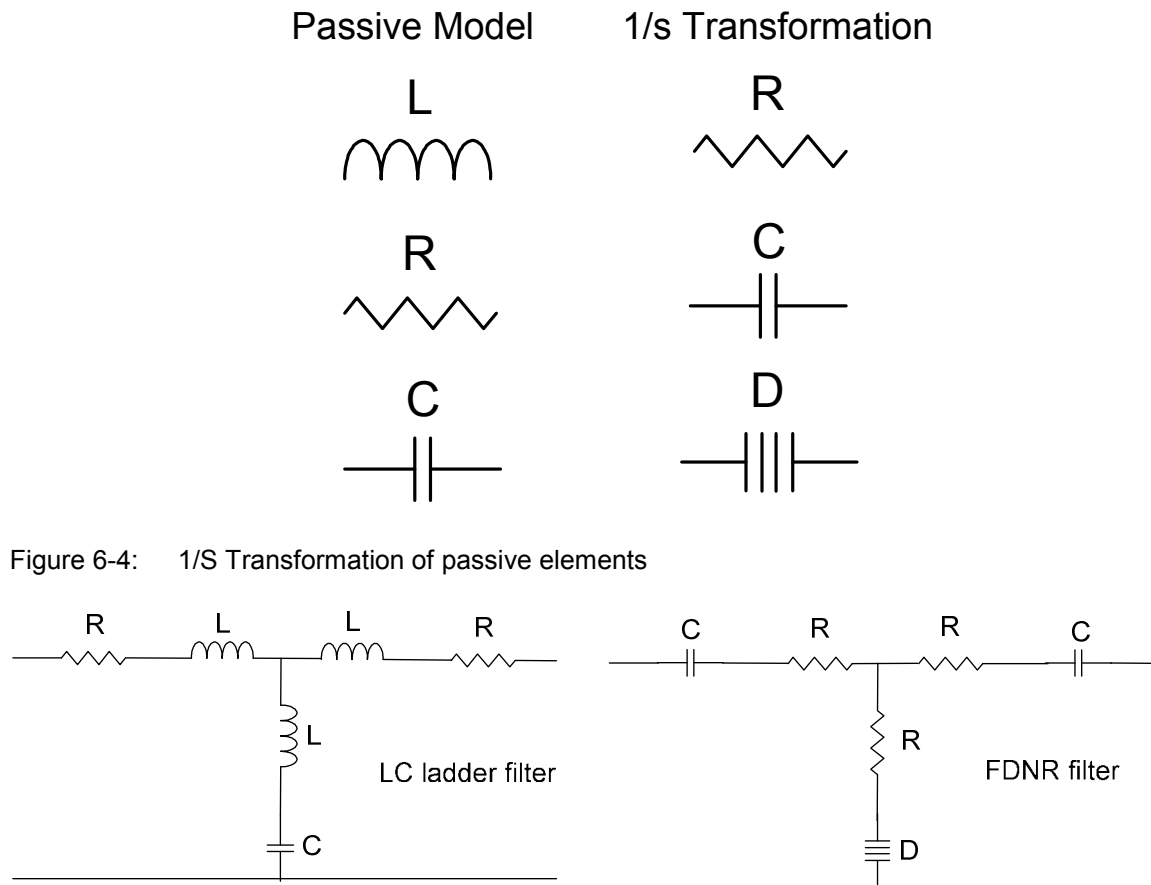 Passive Model 1/s Transformation
L R
R C
C D
Figure 6-4: 1/S Transformation of passive elements
R L L R
C R R C
L
R
LC ladder filter
FDNR filter
C
D